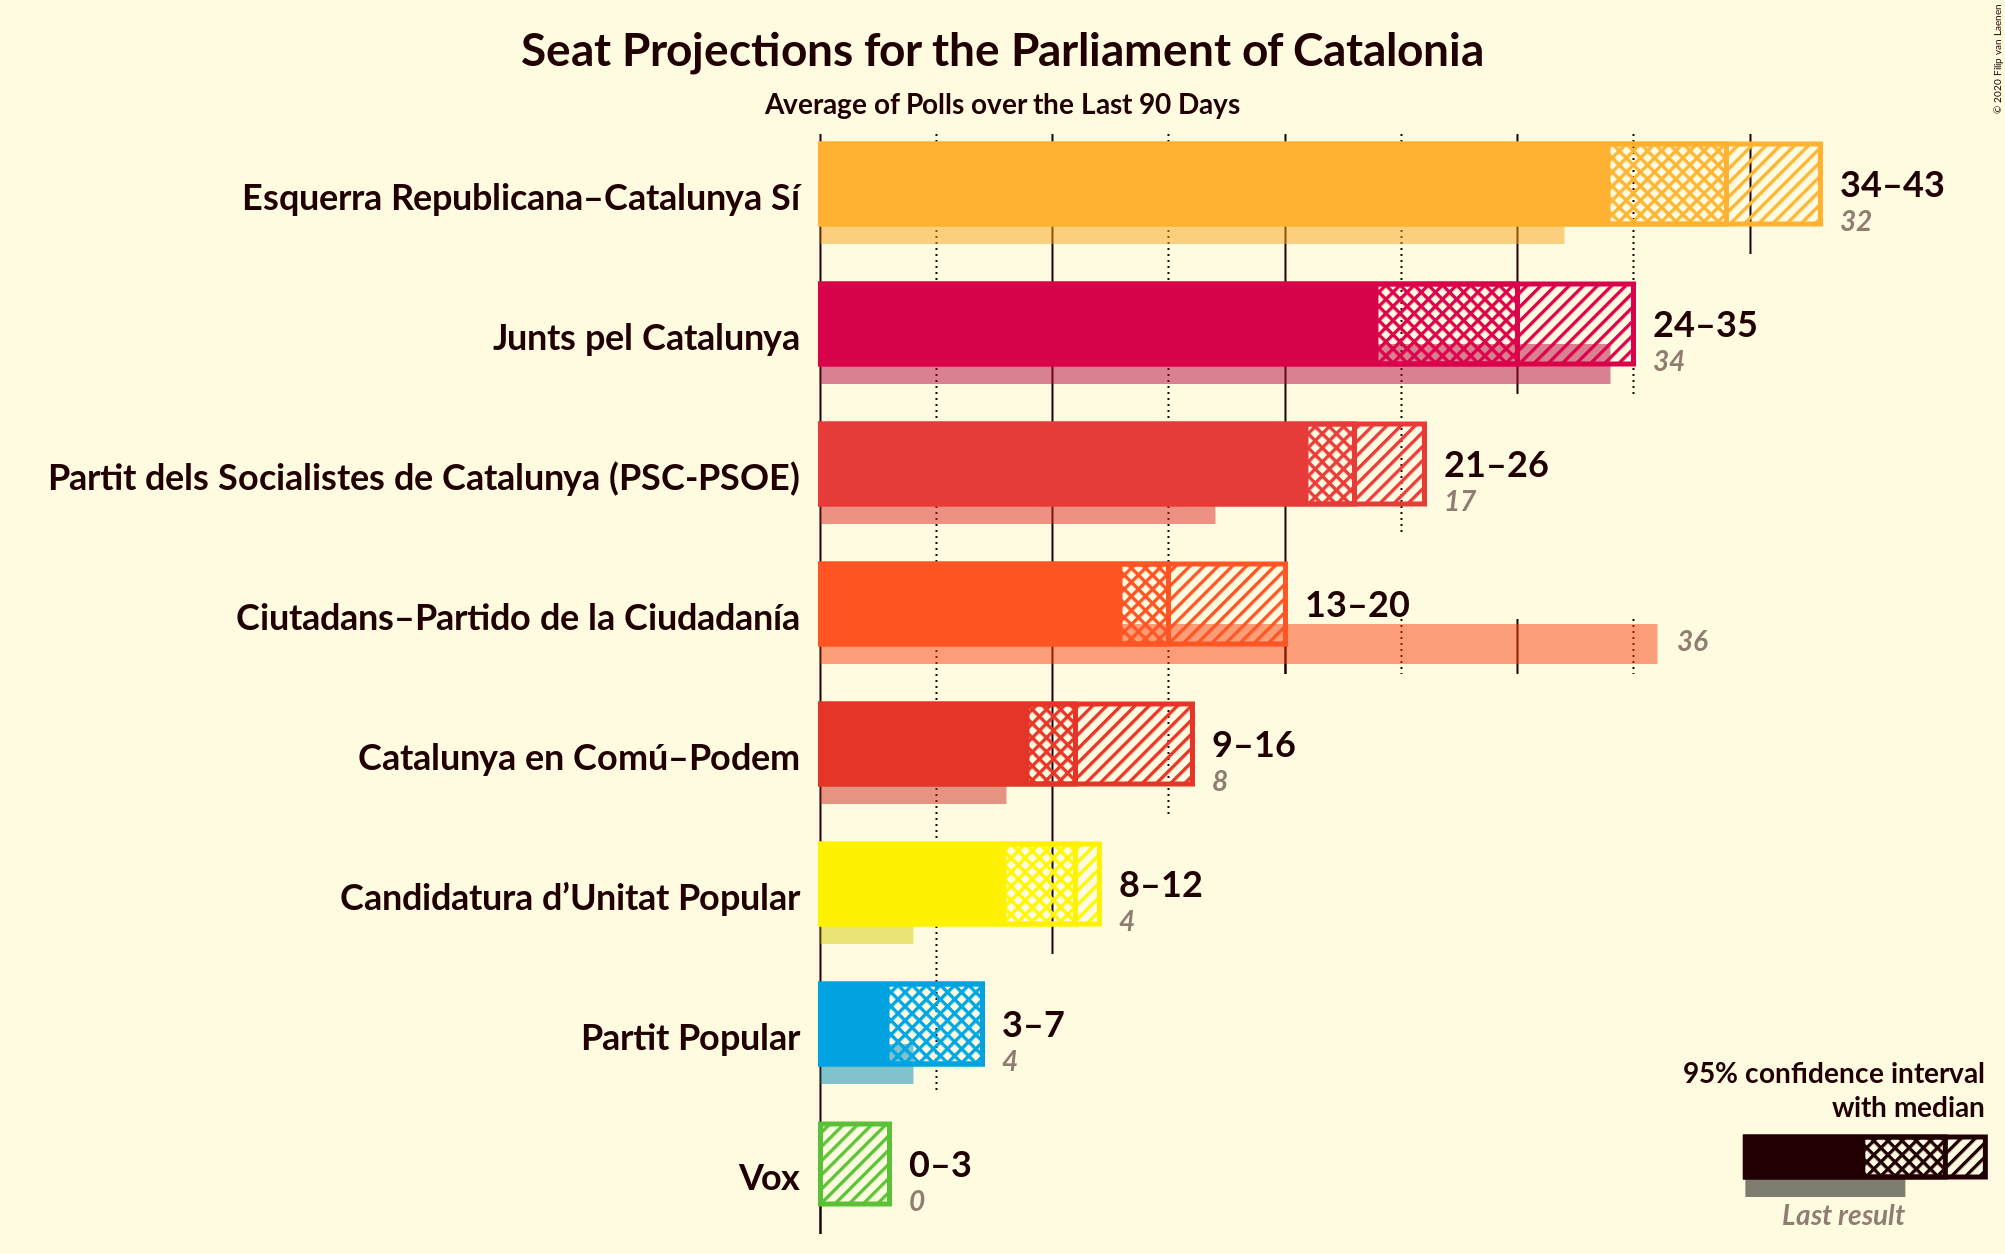 Seat Projections for the Parliament of Catalonia
Average of Polls over the Last 90 Days
© 2020 Filip van Laenen
Esquerra Republicana–Catalunya Sí
34–43
32
Junts pel Catalunya
24–35
34
Partit dels Socialistes de Catalunya (PSC-PSOE)
21–26
17
Ciutadans–Partido de la Ciudadanía
13–20
36
Catalunya en Comú–Podem
9–16
8
Candidatura d’Unitat Popular
8–12
4
Partit Popular
3–7
4
Vox
0–3
0
95% confidence interval
with median
Last result